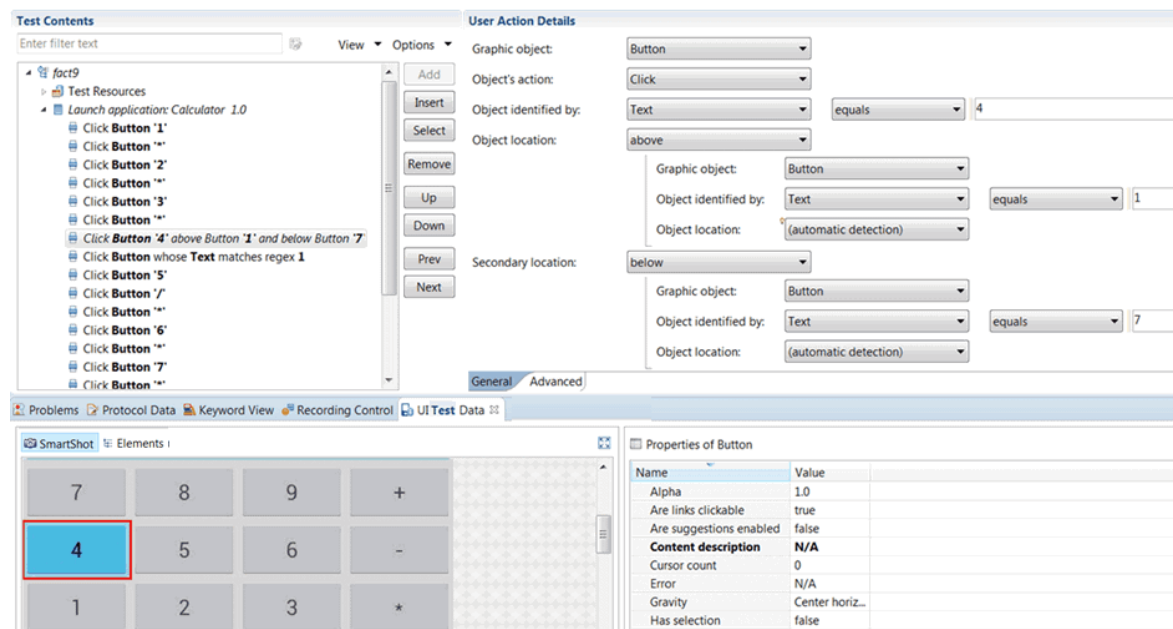 Test Contents
Enter filter text
View Options
fact9
Test Resources
Launch application: Calculator 1.0
Click Button '1'
Click Button '*'
Click Button '2'
Click Button '*'
Click Button '3'
Click Button '*'
Click Button '4' above Button '1' and below Button '7'
Click Button whose Text matches regex 1
Click Button '5'
Click Button '/'
Click Button '*'
Click Button '6'
Click Button '*'
Click Button '7'
Click Button '*'
Add
Insert
Select
Remove
Up
Down
Prev
Next
User Action Details
Graphic object: Button
Object's action: Click
Object identified by: Text equals 4
Object location: above
Graphic object: Button
Object identified by: Text equals 1
Object location: (automatic detection)
Secondary location: below
Graphic object: Button
Object identified by: Text equals 7
Object location: (automatic detection)
General Advanced
Problems Protocol Data Keyword View Recording Control UI Test Data
SmartShot Elements
7 8 9 +
4 5 6 -
1 2 3 *
Properties of Button
Name Value
Alpha 1.0
Are links clickable true
Are suggestions enabled false
Content description N/A
Cursor count 0
Error N/A
Gravity Center horiz...
Has selection false